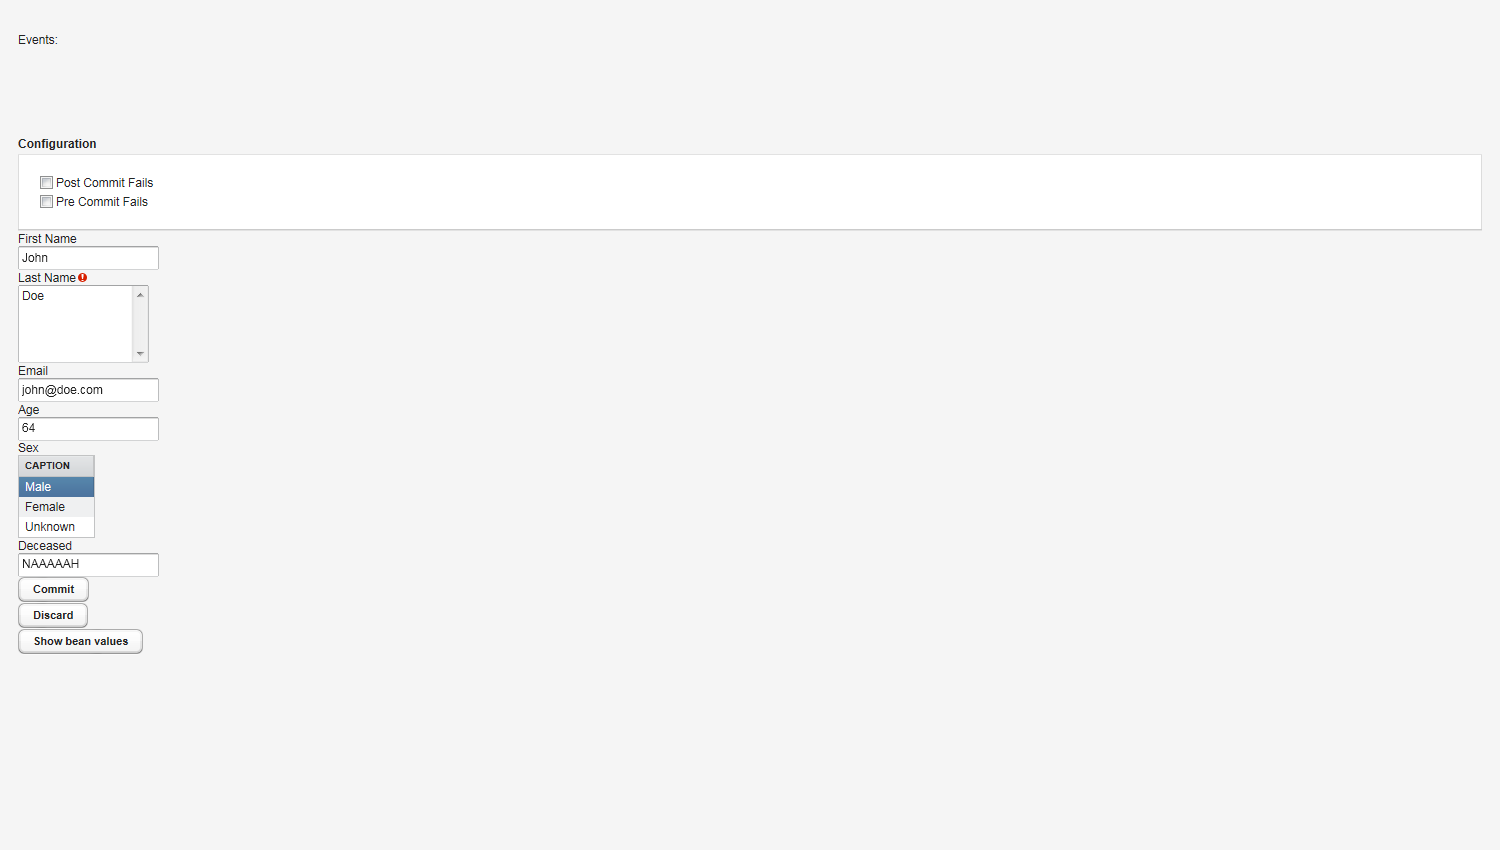 Events:
Configuration
Post Commit Fails
Pre Commit Fails
First Name
John
Last Name
Doe
Email
john@doe.com
Age
64
Sex
CAPTION
Male
Female
Unknown
Deceased
NAAAAAH
Commit
Discard
Show bean values